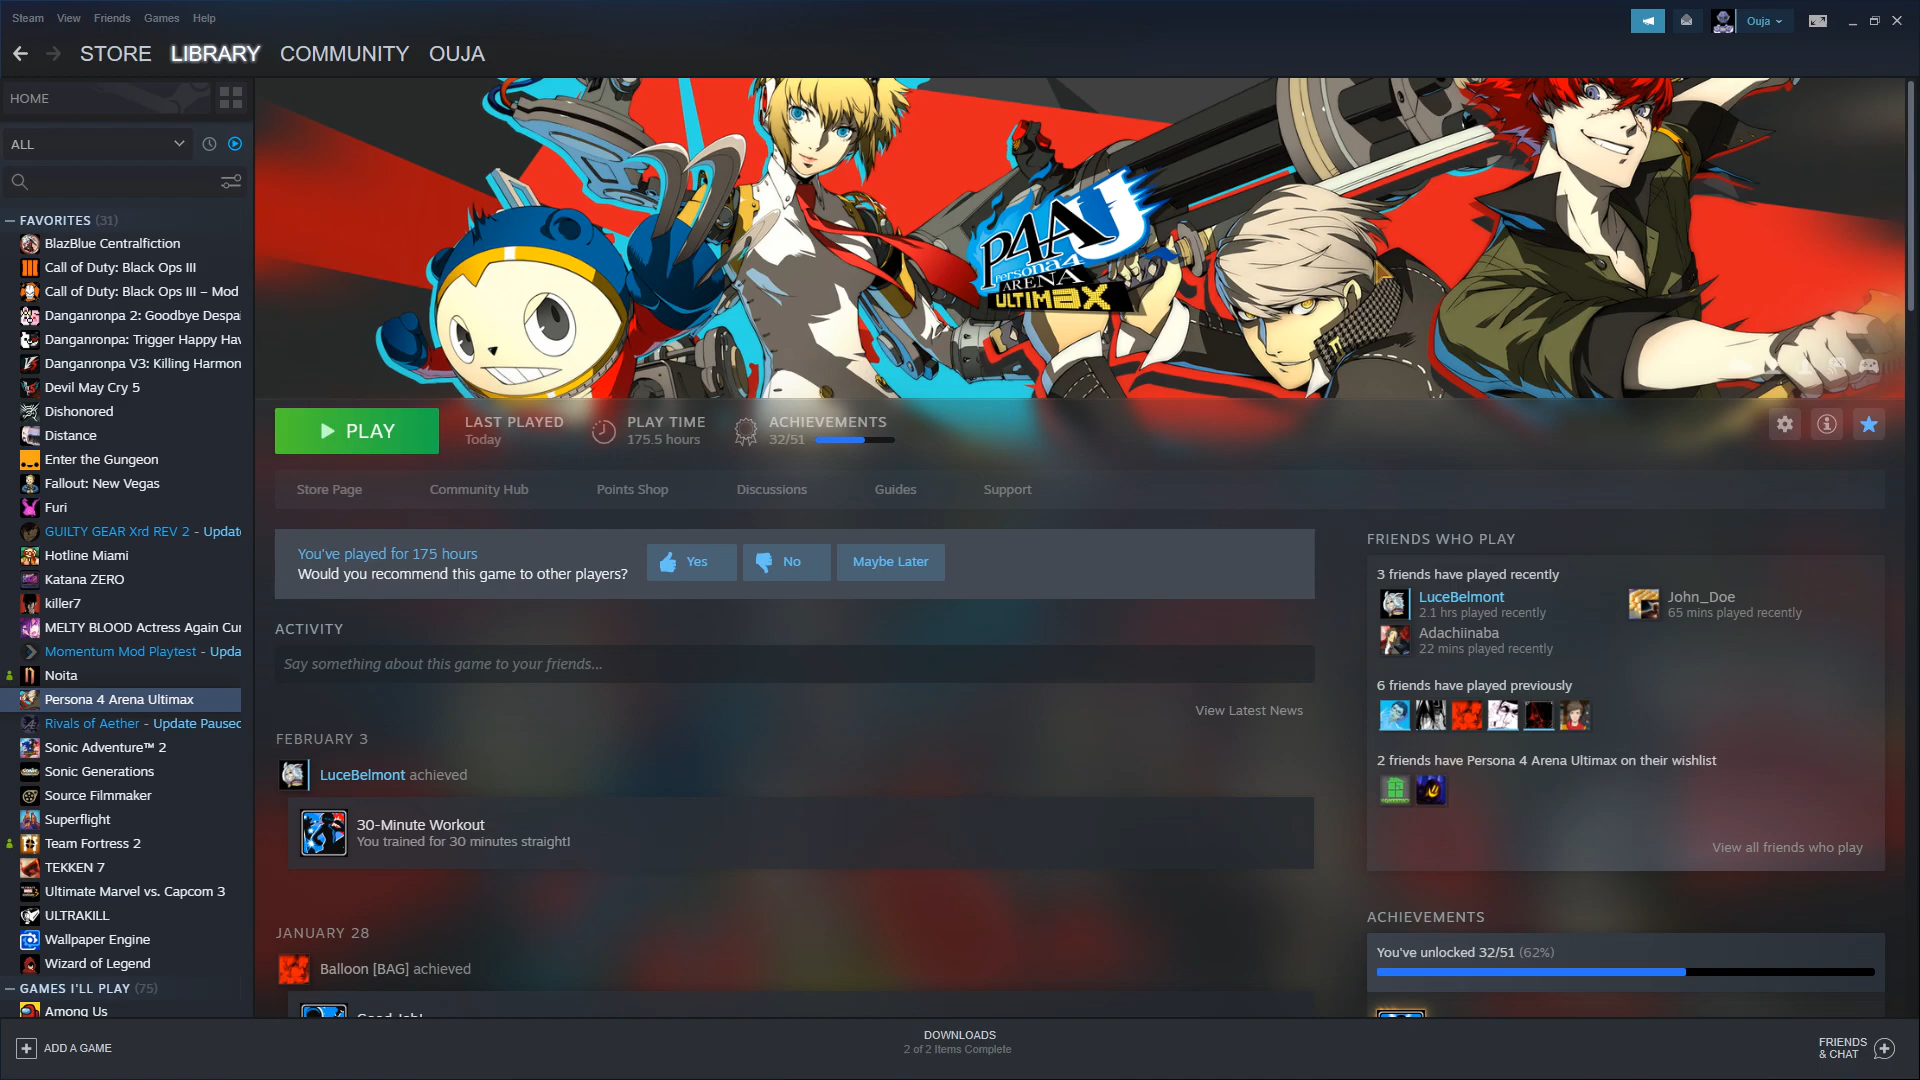 Steam View Friends Games Help
Ouja
STORE LIBRARY COMMUNITY OUJA
HOME
ALL
FAVORITES (31)
BlazBlue Centralfiction
Call of Duty: Black Ops III
Call of Duty: Black Ops III – Mod
Danganronpa 2: Goodbye Despai
Danganronpa: Trigger Happy Hav
Danganronpa V3: Killing Harmon
Devil May Cry 5
Dishonored
Distance
Enter the Gungeon
Fallout: New Vegas
Furi
GUILTY GEAR Xrd REV 2 - Updat
Hotline Miami
Katana ZERO
killer7
MELTY BLOOD Actress Again Cur
Momentum Mod Playtest - Upda
Noita
Persona 4 Arena Ultimax
Rivals of Aether - Update Paused
Sonic Adventure™ 2
Sonic Generations
Source Filmmaker
Superflight
Team Fortress 2
TEKKEN 7
Ultimate Marvel vs. Capcom 3
ULTRAKILL
Wallpaper Engine
Wizard of Legend
GAMES I'LL PLAY (75)
Among Us
P4AU
Persona 4
ARENA
ULTIMAX
PLAY
LAST PLAYED
Today
PLAY TIME
175.5 hours
ACHIEVEMENTS
32/51
Store Page Community Hub Points Shop Discussions Guides Support
You've played for 175 hours
Would you recommend this game to other players?
Yes No Maybe Later
ACTIVITY
Say something about this game to your friends...
View Latest News
FEBRUARY 3
LuceBelmont achieved
30-Minute Workout
You trained for 30 minutes straight!
JANUARY 28
Balloon [BAG] achieved
Good Job!
FRIENDS WHO PLAY
3 friends have played recently
LuceBelmont
2.1 hrs played recently
John_Doe
65 mins played recently
Adachiinaba
22 mins played recently
6 friends have played previously
2 friends have Persona 4 Arena Ultimax on their wishlist
View all friends who play
ACHIEVEMENTS
You've unlocked 32/51 (62%)
ADD A GAME
DOWNLOADS
2 of 2 Items Complete
FRIENDS
& CHAT